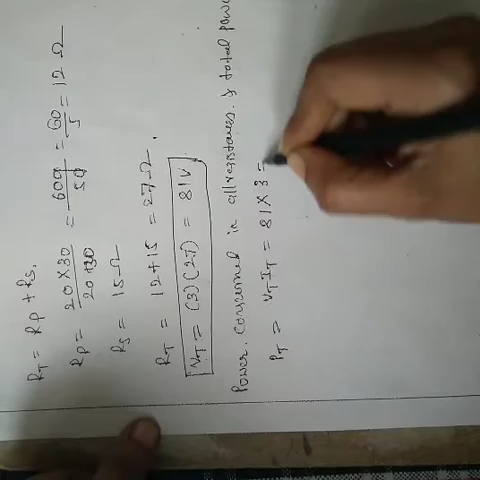 RT = RP + RS.
RP = 20×30 / 20+30 = 600 / 50 = 60 / 5 = 12 Ω
RS = 15 Ω
RT = 12+15 = 27 Ω.
VT = (3)(27) = 81V
Power consumed in all resistances. & total
PT = VT IT = 81 × 3 =